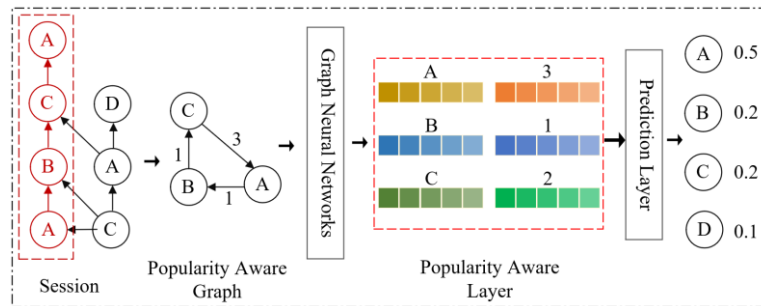 A
C
B
A
D
A
C
Session
C
B
A
3
1
1
Popularity Aware
Graph
Graph Neural Networks
A
3
B
1
C
2
Popularity Aware
Layer
Prediction Layer
A 0.5
B 0.2
C 0.2
D 0.1